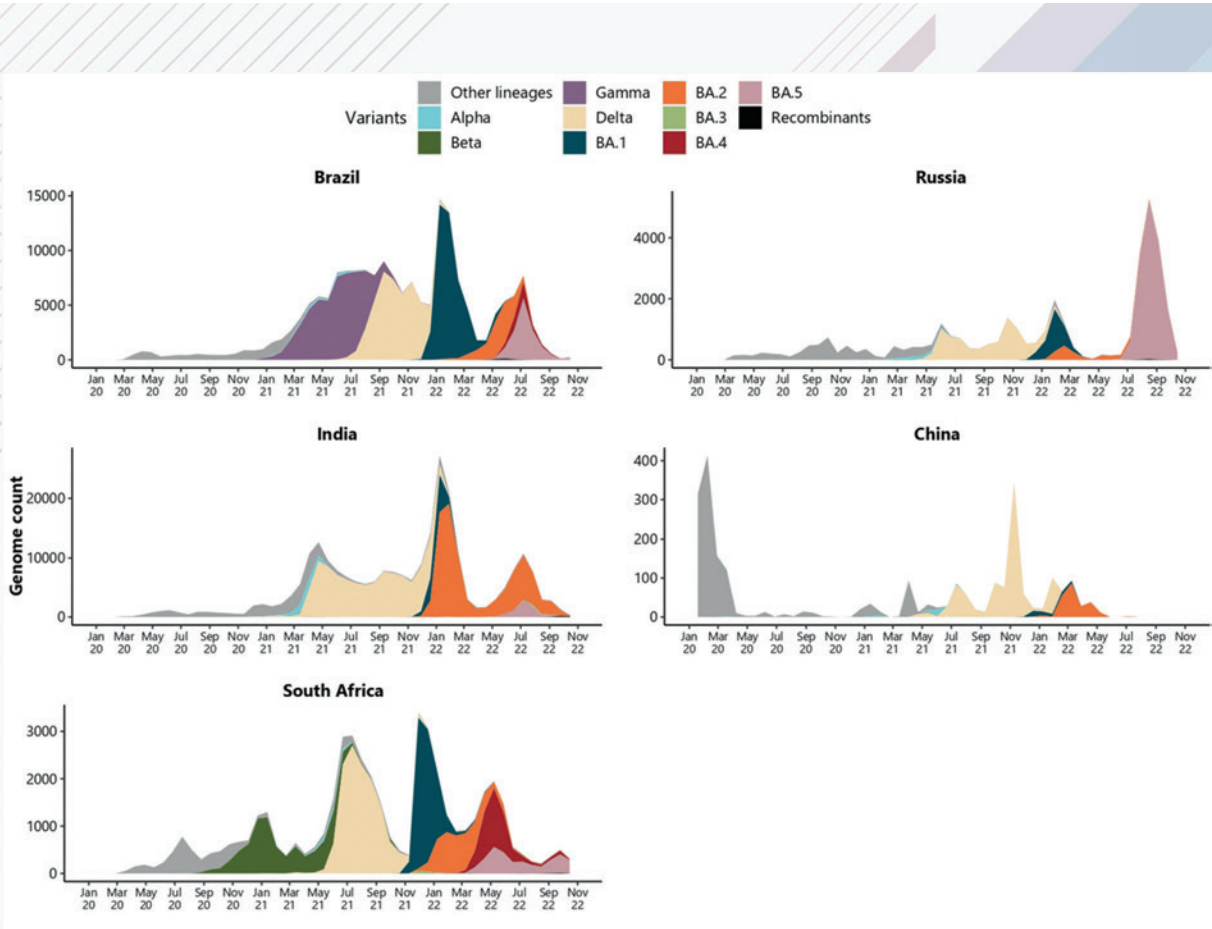 Variants
Other lineages
Alpha
Beta
Gamma
Delta
BA.1
BA.2
BA.3
BA.4
BA.5
Recombinants
Genome count
Brazil
15000
10000
5000
0
Jan Mar May Jul Sep Nov Jan Mar May Jul Sep Nov Jan Mar May Jul Sep Nov
20 20 20 20 20 20 21 21 21 21 21 21 22 22 22 22 22 22
Russia
4000
2000
0
Jan Mar May Jul Sep Nov Jan Mar May Jul Sep Nov Jan Mar May Jul Sep Nov
20 20 20 20 20 20 21 21 21 21 21 21 22 22 22 22 22 22
India
20000
10000
0
Jan Mar May Jul Sep Nov Jan Mar May Jul Sep Nov Jan Mar May Jul Sep Nov
20 20 20 20 20 20 21 21 21 21 21 21 22 22 22 22 22 22
China
400
300
200
100
0
Jan Mar May Jul Sep Nov Jan Mar May Jul Sep Nov Jan Mar May Jul Sep Nov
20 20 20 20 20 20 21 21 21 21 21 21 22 22 22 22 22 22
South Africa
3000
2000
1000
0
Jan Mar May Jul Sep Nov Jan Mar May Jul Sep Nov Jan Mar May Jul Sep Nov
20 20 20 20 20 20 21 21 21 21 21 21 22 22 22 22 22 22